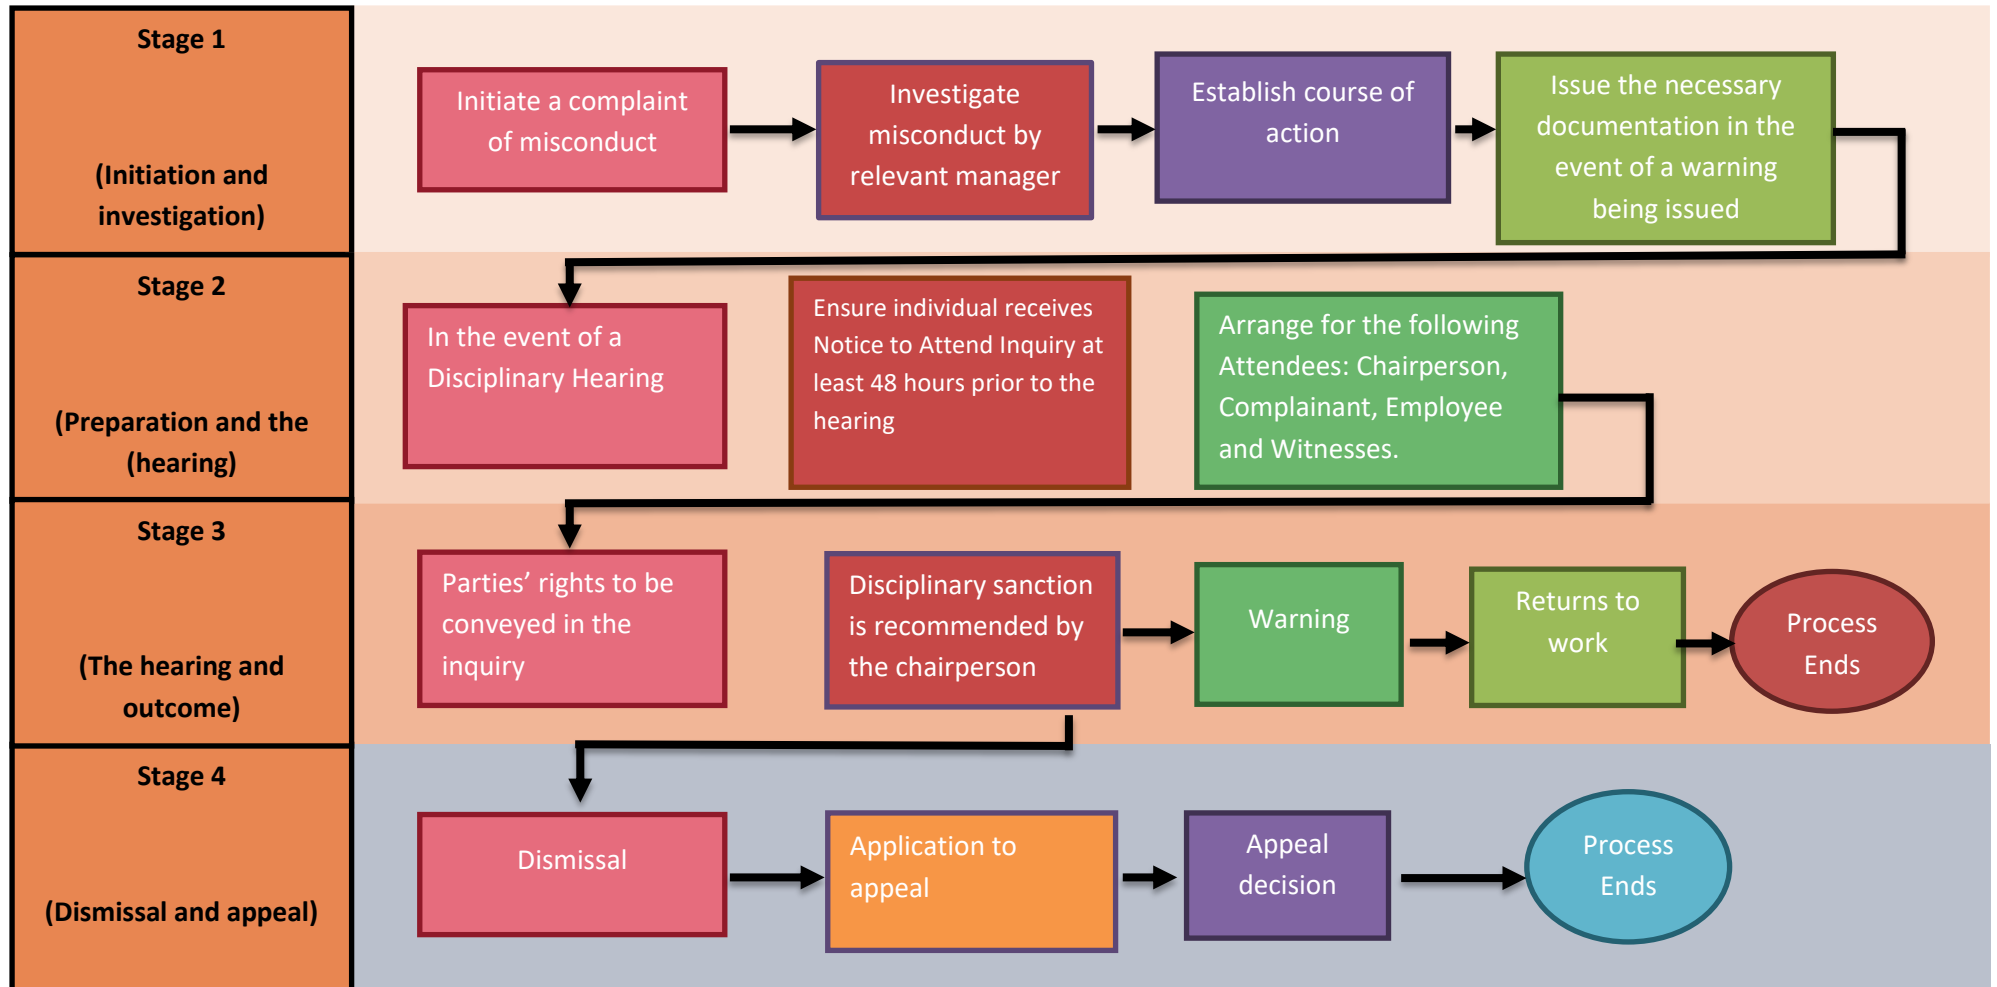 Stage 1
(Initiation and
investigation)
Initiate a complaint
of misconduct
Investigate
misconduct by
relevant manager
Establish course of
action
Issue the necessary
documentation in the
event of a warning
being issued
Stage 2
(Preparation and the
(hearing)
In the event of a
Disciplinary Hearing
Ensure individual receives
Notice to Attend Inquiry at
least 48 hours prior to the
hearing
Arrange for the following
Attendees: Chairperson,
Complainant, Employee
and Witnesses.
Stage 3
(The hearing and
outcome)
Parties’ rights to be
conveyed in the
inquiry
Disciplinary sanction
is recommended by
the chairperson
Warning
Returns to
work
Process
Ends
Stage 4
(Dismissal and appeal)
Dismissal
Application to
appeal
Appeal
decision
Process
Ends